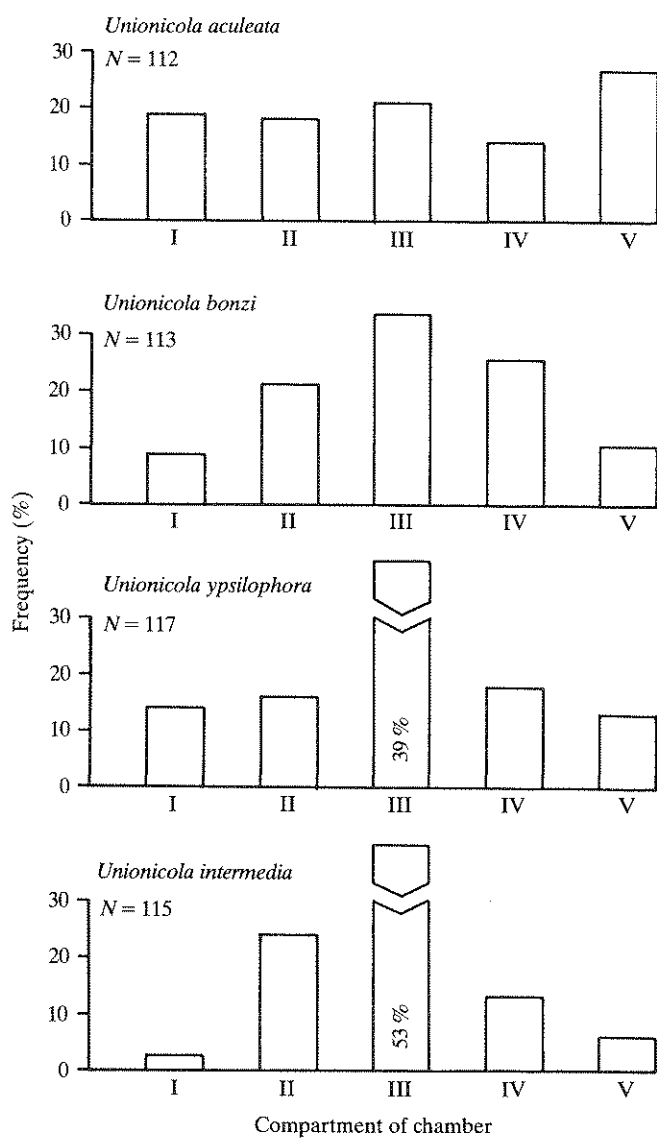 Unionicola aculeata
N = 112
30
20
10
0
I II III IV V
Unionicola bonzi
N = 113
30
20
10
0
I II III IV V
Frequency (%)
Unionicola ypsilophora
N = 117
30
20
10
0
39 %
I II III IV V
Unionicola intermedia
N = 115
30
20
10
0
53 %
I II III IV V
Compartment of chamber